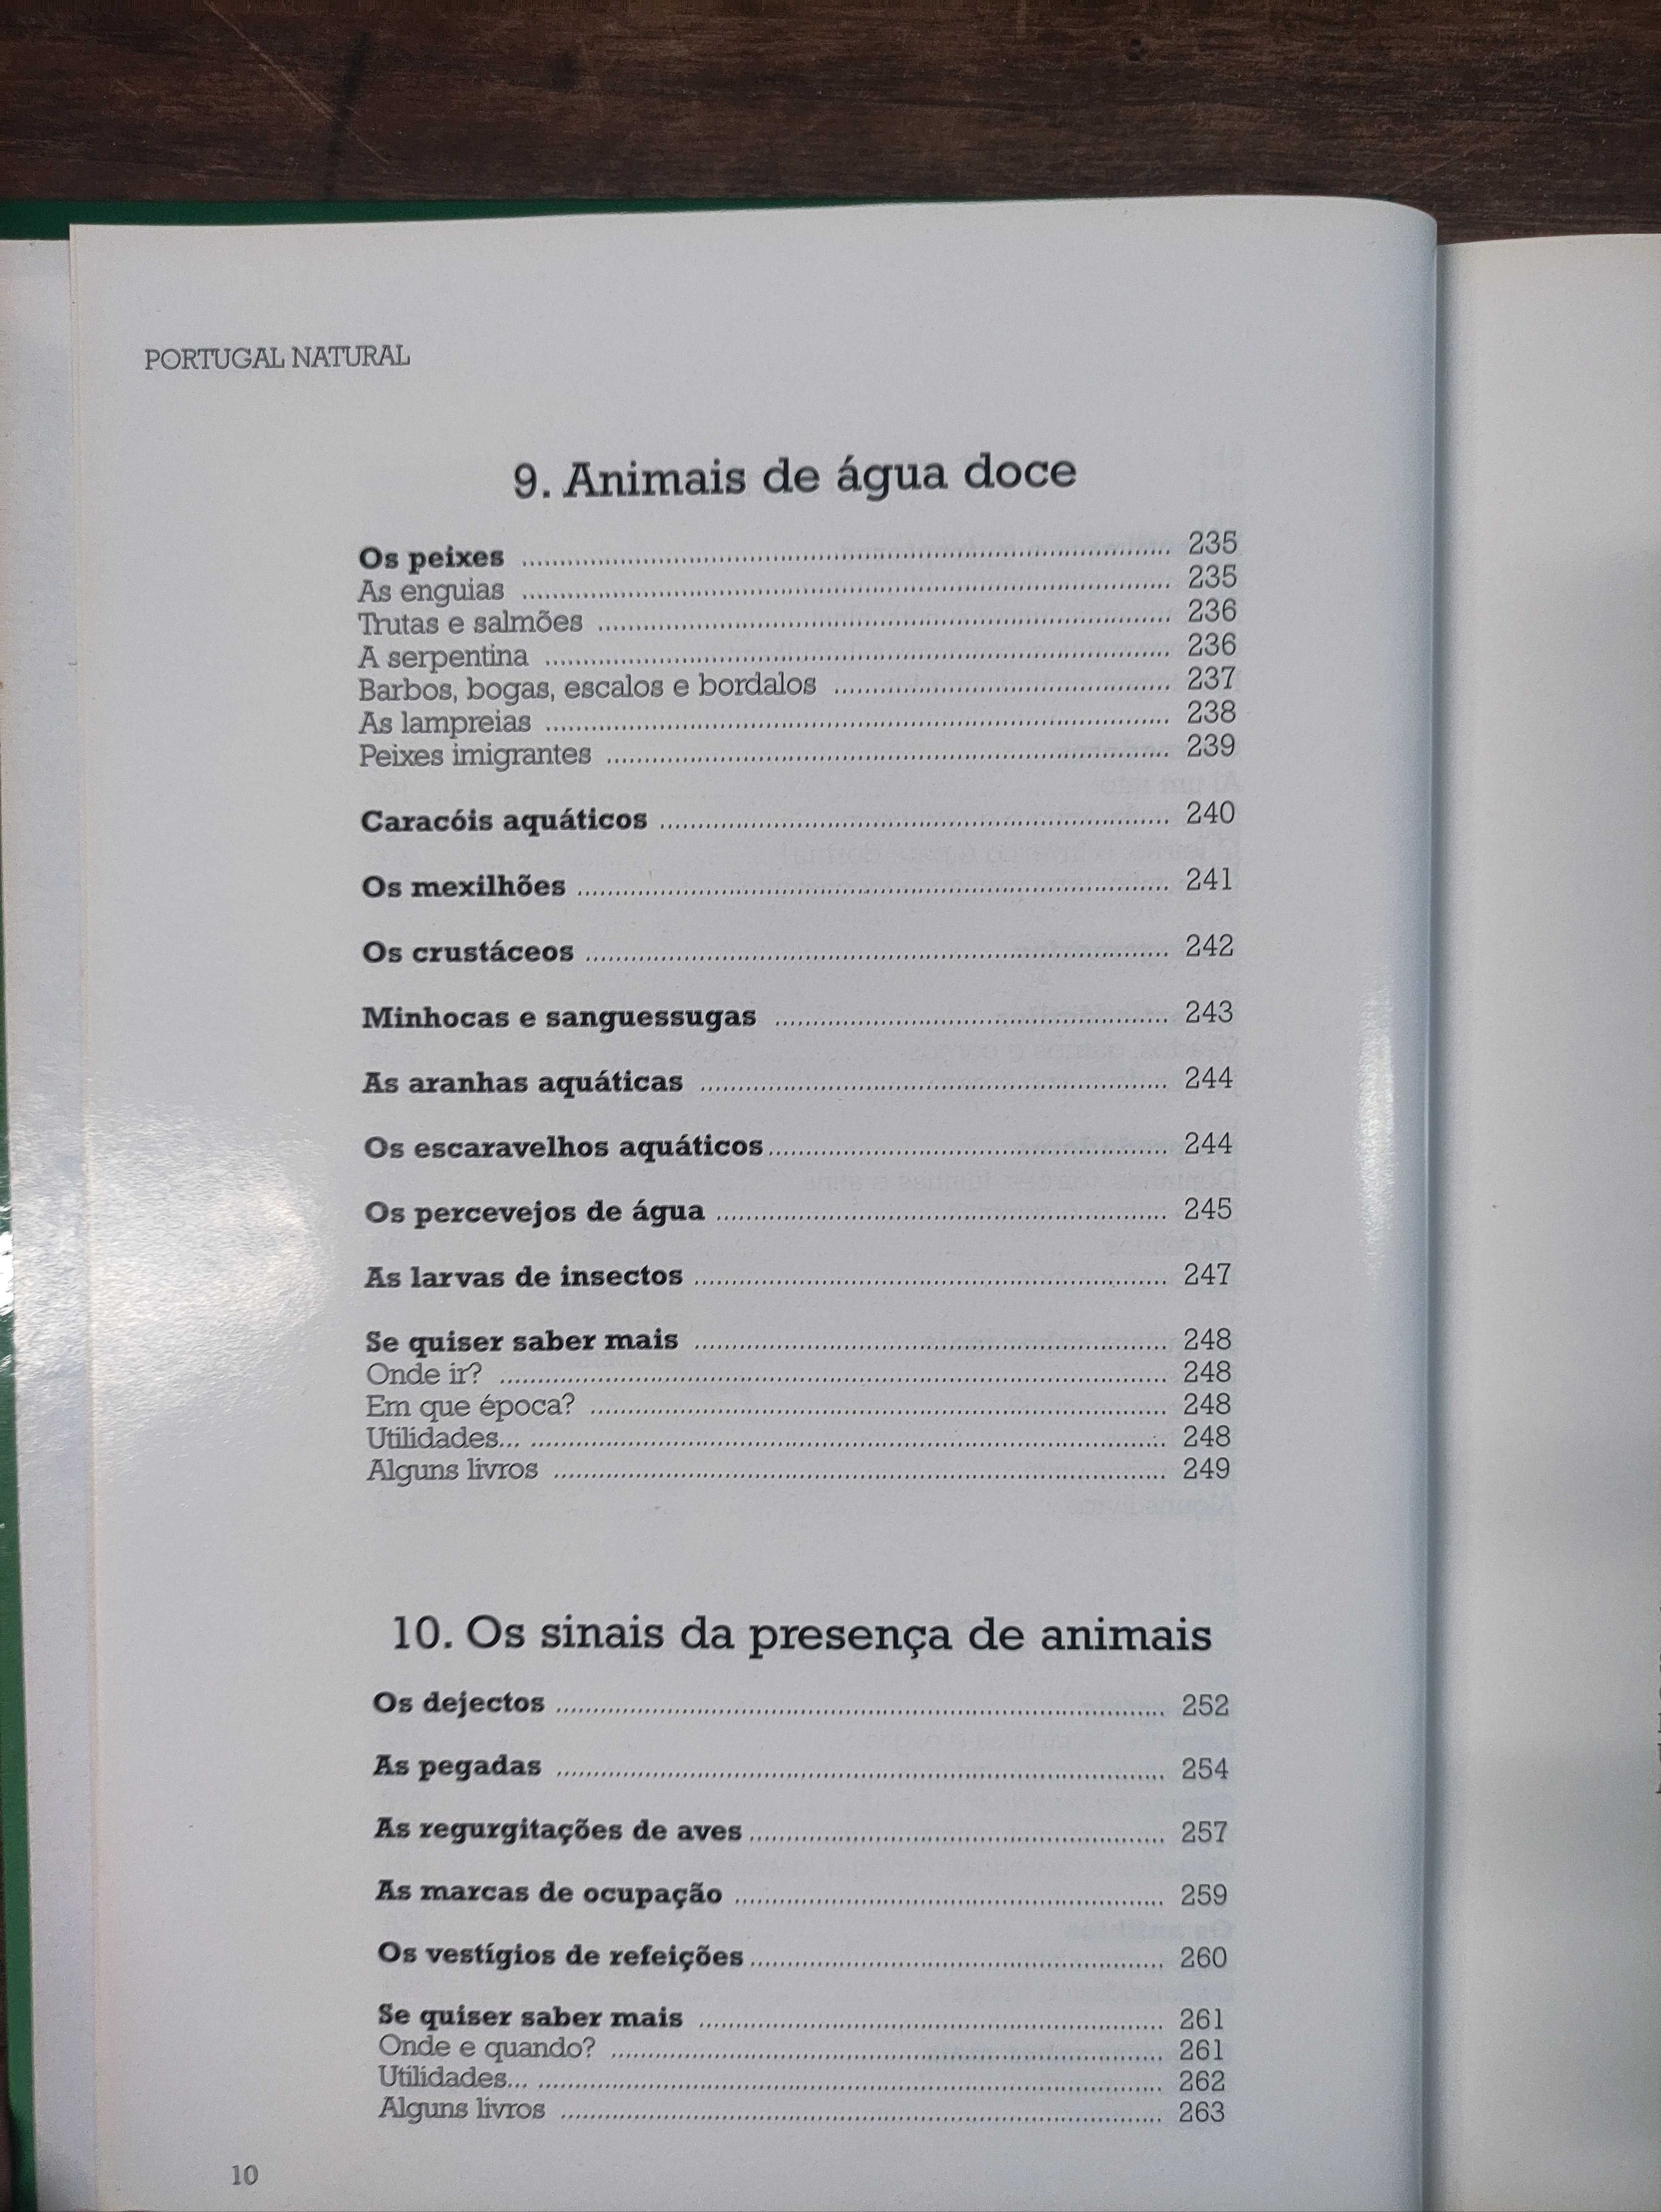 PORTUGAL NATURAL
9. Animais de água doce
Os peixes ........ 235
As enguias ........ 235
Trutas e salmões ........ 236
A serpentina ........ 236
Barbos, bogas, escalos e bordalos ........ 237
As lampreias ........ 238
Peixes imigrantes ........ 239
Caracóis aquáticos ........ 240
Os mexilhões ........ 241
Os crustáceos ........ 242
Minhocas e sanguessugas ........ 243
As aranhas aquáticas ........ 244
Os escaravelhos aquáticos ........ 244
Os percevejos de água ........ 245
As larvas de insectos ........ 247
Se quiser saber mais ........ 248
Onde ir? ........ 248
Em que época? ........ 248
Utilidades... ........ 248
Alguns livros ........ 249
10. Os sinais da presença de animais
Os dejectos ........ 252
As pegadas ........ 254
As regurgitações de aves ........ 257
As marcas de ocupação ........ 259
Os vestígios de refeições ........ 260
Se quiser saber mais ........ 261
Onde e quando? ........ 261
Utilidades... ........ 262
Alguns livros ........ 263
10